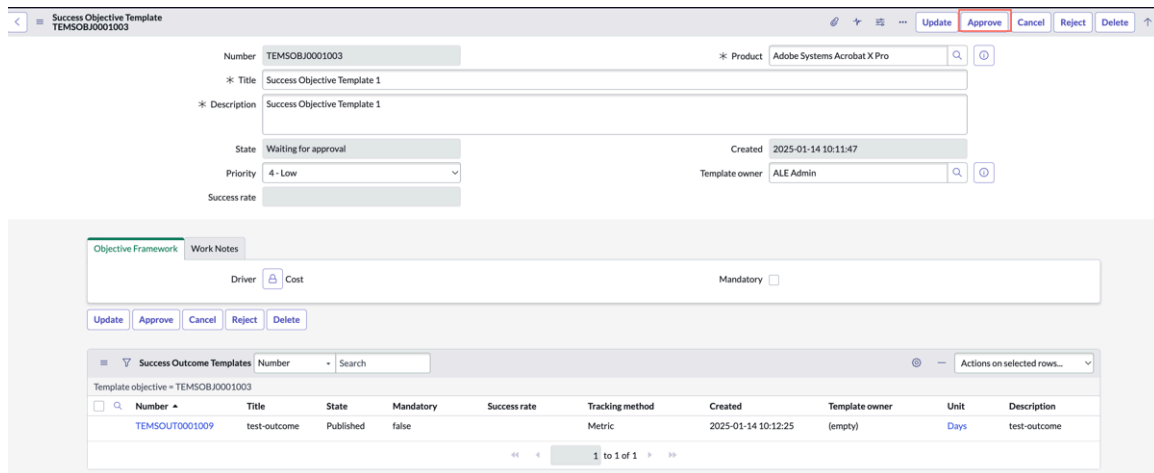 Success Objective Template
TEMSOBJ0001003
Update Approve Cancel Reject Delete
Number TEMSOBJ0001003 Product Adobe Systems Acrobat X Pro
Title Success Objective Template 1
Description Success Objective Template 1
State Waiting for approval Created 2025-01-14 10:11:47
Priority 4 - Low Template owner ALE Admin
Success rate
Objective Framework Work Notes
Driver Cost Mandatory
Update Approve Cancel Reject Delete
Success Outcome Templates Number Search Actions on selected rows...
Template objective = TEMSOBJ0001003
Number Title State Mandatory Success rate Tracking method Created Template owner Unit Description
TEMSOUT0001009 test-outcome Published false Metric 2025-01-14 10:12:25 (empty) Days test-outcome
1 to 1 of 1